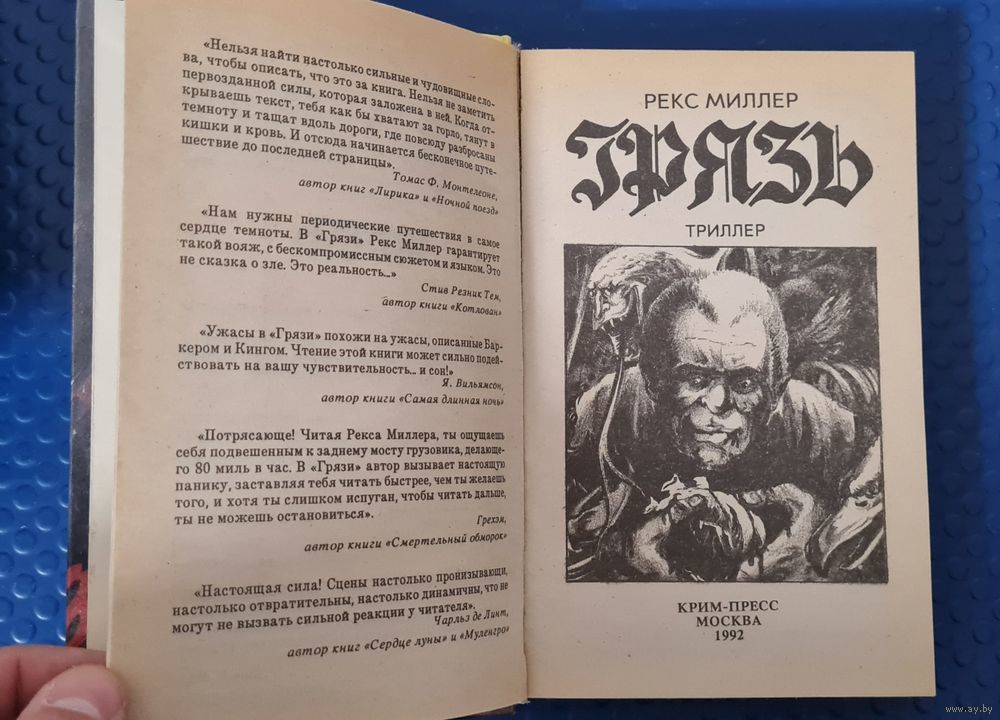 «Нельзя найти настолько сильные и чудовищные сло-
ва, чтобы описать, что это за книга. Нельзя не заметить
первозданной силы, которая заложена в ней. Когда от-
крываешь текст, тебя как бы хватают за горло, тянут в
темноту и тащат вдоль дороги, где повсюду разбросаны
кишки и кровь. И отсюда начинается бесконечное путе-
шествие до последней страницы».
Томас Ф. Монтелеоне,
автор книг «Лирика» и «Ночной поезд»
«Нам нужны периодические путешествия в самое
сердце темноты. В «Грязи» Рекс Миллер гарантирует
такой вояж, с бескомпромиссным сюжетом и языком. Это
не сказка о зле. Это реальность...»
Стив Резник Тем,
автор книги «Котлован»
«Ужасы в «Грязи» похожи на ужасы, описанные Бар-
кером и Кингом. Чтение этой книги может сильно подей-
ствовать на вашу чувствительность... и сон!»
Я. Вильямсон,
автор книги «Самая длинная ночь»
«Потрясающе! Читая Рекса Миллера, ты ощущаешь
себя подвешенным к заднему мосту грузовика, делающе-
го 80 миль в час. В «Грязи» автор вызывает настоящую
панику, заставляя тебя читать быстрее, чем ты желаешь
того, и хотя ты слишком испуган, чтобы читать дальше,
ты не можешь остановиться».
Грехэм,
автор книги «Смертельный обморок»
«Настоящая сила! Сцены настолько пронизывающи,
настолько отвратительны, настолько динамичны, что не
могут не вызвать сильной реакции у читателя».
Чарльз де Линт,
автор книг «Сердце луны» и «Муленгро»
РЕКС МИЛЛЕР
ГРЯЗЬ
ТРИЛЛЕР
КРИМ-ПРЕСС
МОСКВА
1992
www.ay.by